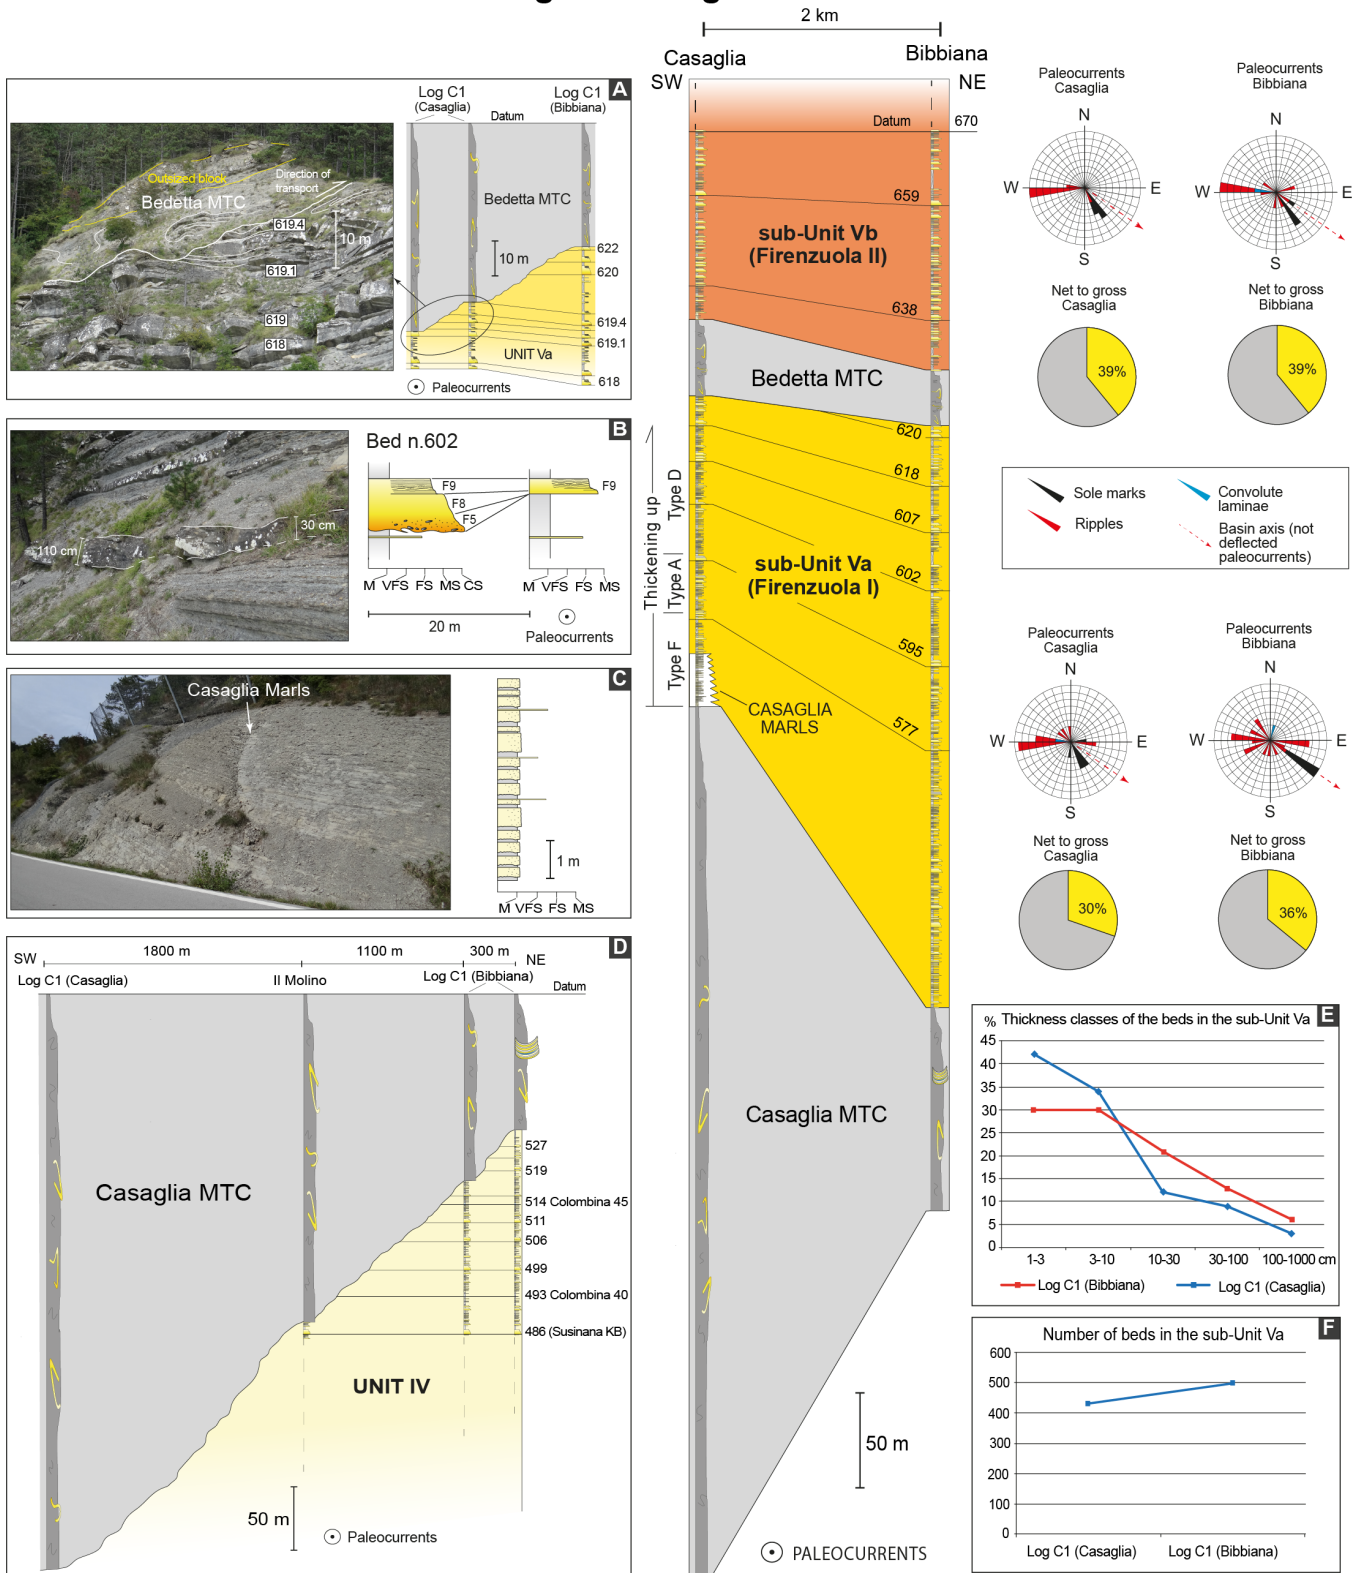 2 km
Casaglia
Bibbiana
SW
NE
Datum
670
659
sub-Unit Vb
(Firenzuola II)
638
Bedetta MTC
620
618
607
sub-Unit Va
(Firenzuola I)
602
595
577
CASAGLIA
MARLS
Thickening up
Type D
Type A
Type F
Casaglia MTC
50 m
PALEOCURRENTS
A
Log C1
(Casaglia)
Log C1
(Bibbiana)
Datum
Outsized block
Direction of
transport
Bedetta MTC
619.4
10 m
619.1
619
618
Bedetta MTC
10 m
622
620
619.4
619.1
UNIT Va
618
Paleocurrents
B
Bed n.602
110 cm
30 cm
F9
F8
F5
F9
M VFS FS MS CS
M VFS FS MS
20 m
Paleocurrents
C
Casaglia Marls
1 m
M VFS FS MS
D
SW
1800 m
1100 m
300 m
NE
Log C1 (Casaglia)
Il Molino
Log C1 (Bibbiana)
Datum
Casaglia MTC
527
519
514 Colombina 45
511
506
499
493 Colombina 40
486 (Susinana KB)
UNIT IV
50 m
Paleocurrents
Paleocurrents
Casaglia
N
W
E
S
Paleocurrents
Bibbiana
N
W
E
S
Net to gross
Casaglia
39%
Net to gross
Bibbiana
39%
Sole marks
Ripples
Convolute
laminae
Basin axis (not
deflected
paleocurrents)
Paleocurrents
Casaglia
N
W
E
S
Paleocurrents
Bibbiana
N
W
E
S
Net to gross
Casaglia
30%
Net to gross
Bibbiana
36%
E
% Thickness classes of the beds in the sub-Unit Va
45
40
35
30
25
20
15
10
5
0
1-3 3-10 10-30 30-100 100-1000 cm
Log C1 (Bibbiana)
Log C1 (Casaglia)
F
Number of beds in the sub-Unit Va
600
500
400
300
200
100
0
Log C1 (Casaglia)
Log C1 (Bibbiana)